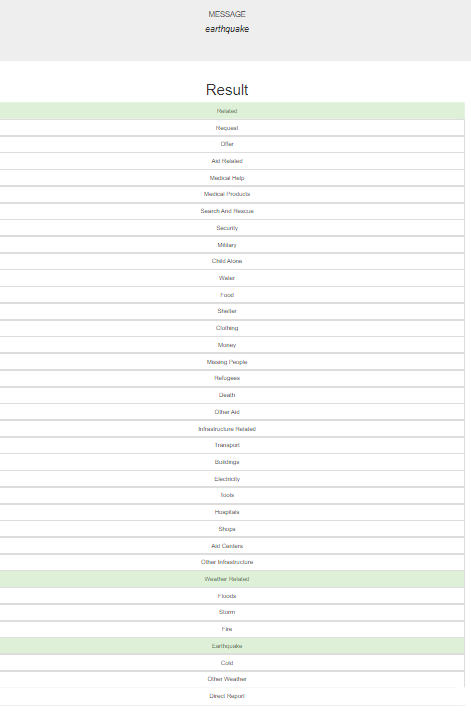 MESSAGE
earthquake
Result
Related
Request
Offer
Aid Related
Medical Help
Medical Products
Search And Rescue
Security
Military
Child Alone
Water
Food
Shelter
Clothing
Money
Missing People
Refugees
Death
Other Aid
Infrastructure Related
Transport
Buildings
Electricity
Tools
Hospitals
Shops
Aid Centers
Other Infrastructure
Weather Related
Floods
Storm
Fire
Earthquake
Cold
Other Weather
Direct Report